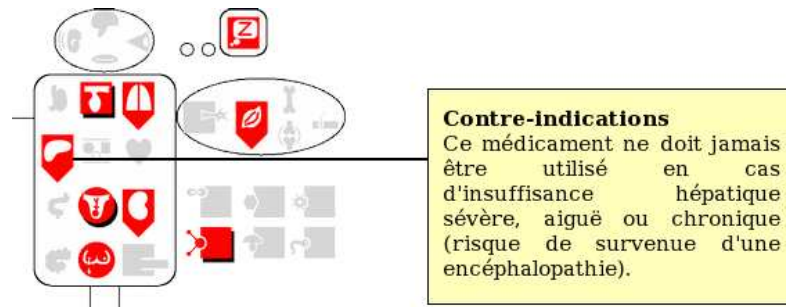 Z
Contre-indications
Ce médicament ne doit jamais
être utilisé en cas
d'insuffisance hépatique
sévère, aiguë ou chronique
(risque de survenue d'une
encéphalopathie).